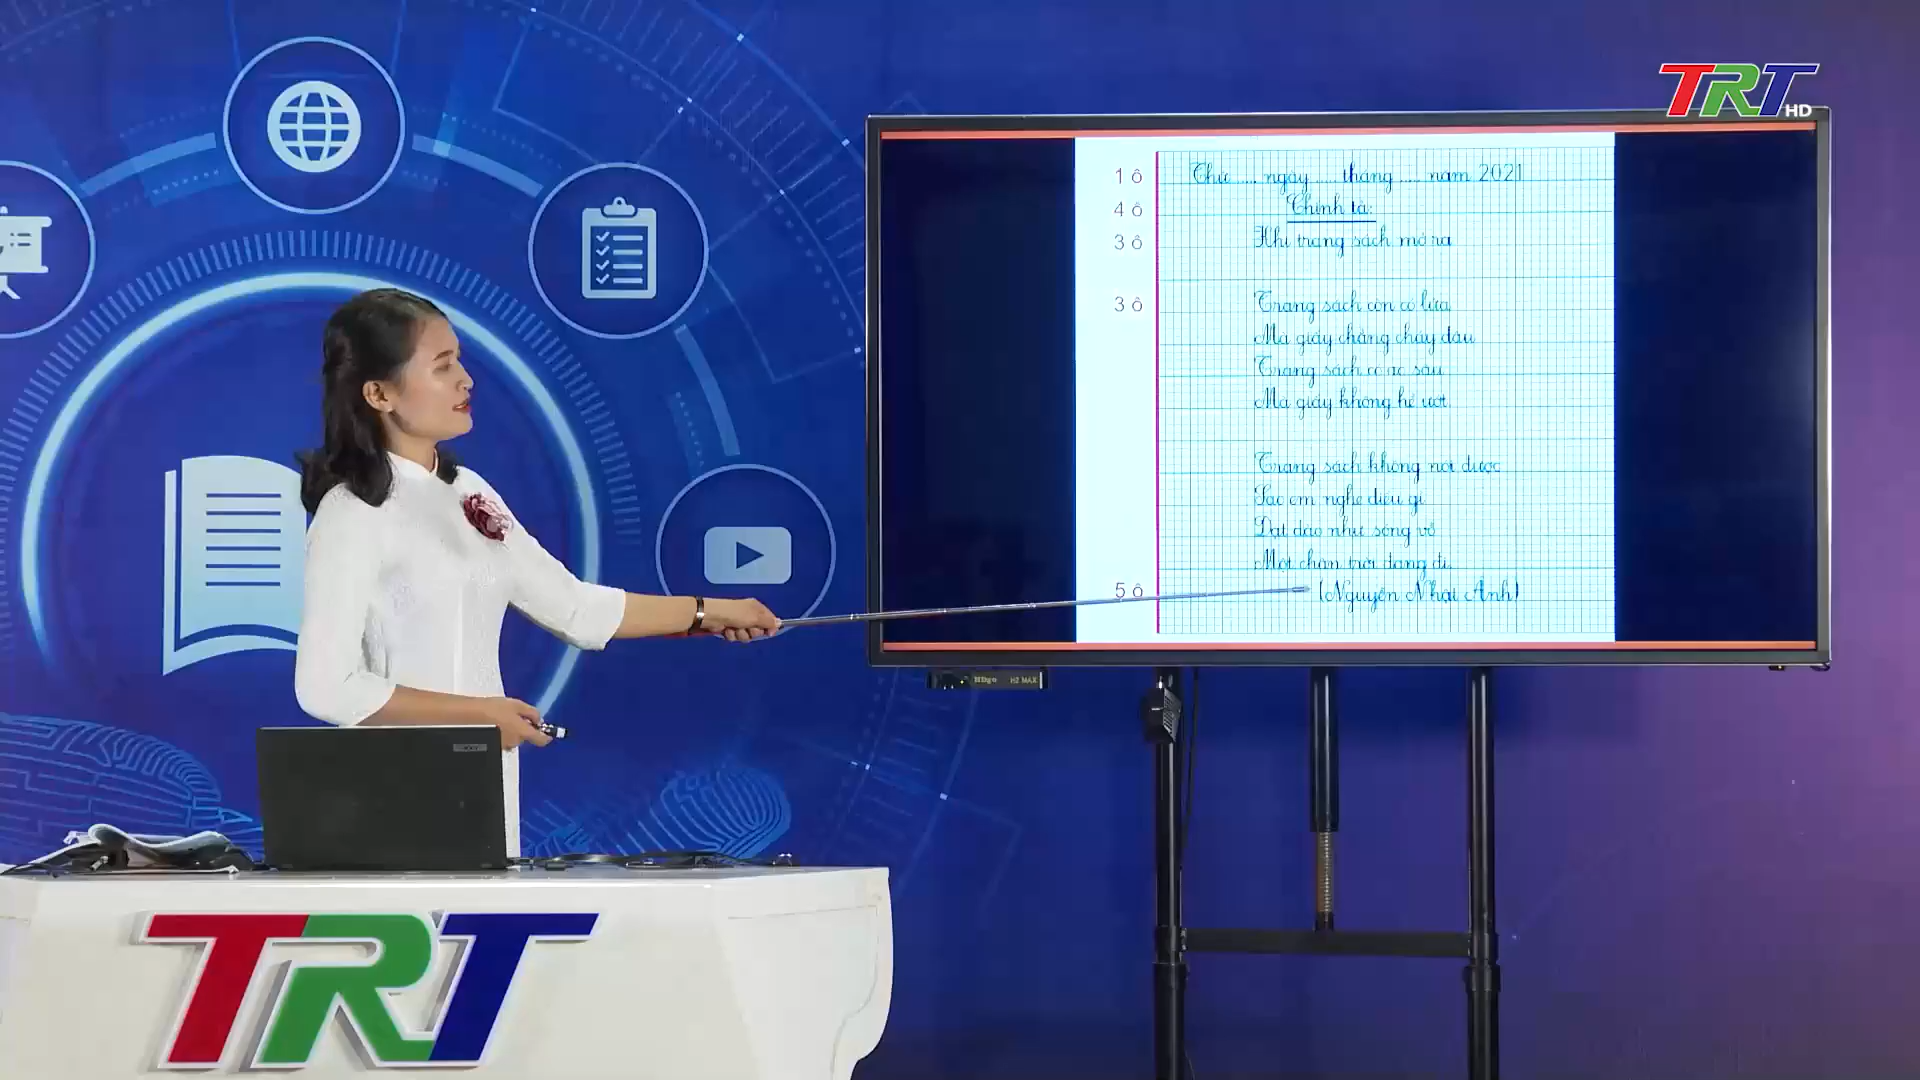 TRT HD
1 ô Thứ .... ngày .... tháng .... năm 2021
4 ô Chính tả:
3 ô Khi trang sách mở ra
3 ô Trang sách còn có lửa
Mà giấy chẳng cháy đâu
Trang sách có ao sâu
Mà giấy không hề ướt.
Trang sách không nói được
Sao em nghe điều gì
Dạt dào như sóng vỗ
Một chân trời đang đi.
5 ô (Nguyễn Nhật Ánh)
H2 MAX
acer
TRT